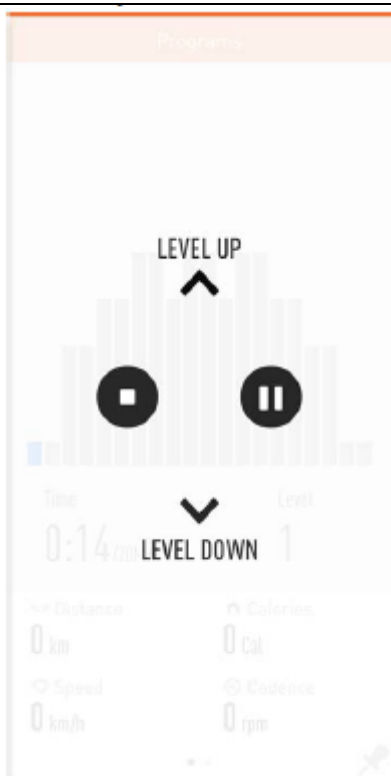 Programs
LEVEL UP
Time Level
0:14 LEVEL DOWN 1
Distance Calories
0 km 0 Cal
Speed Cadence
0 km/h 0 rpm